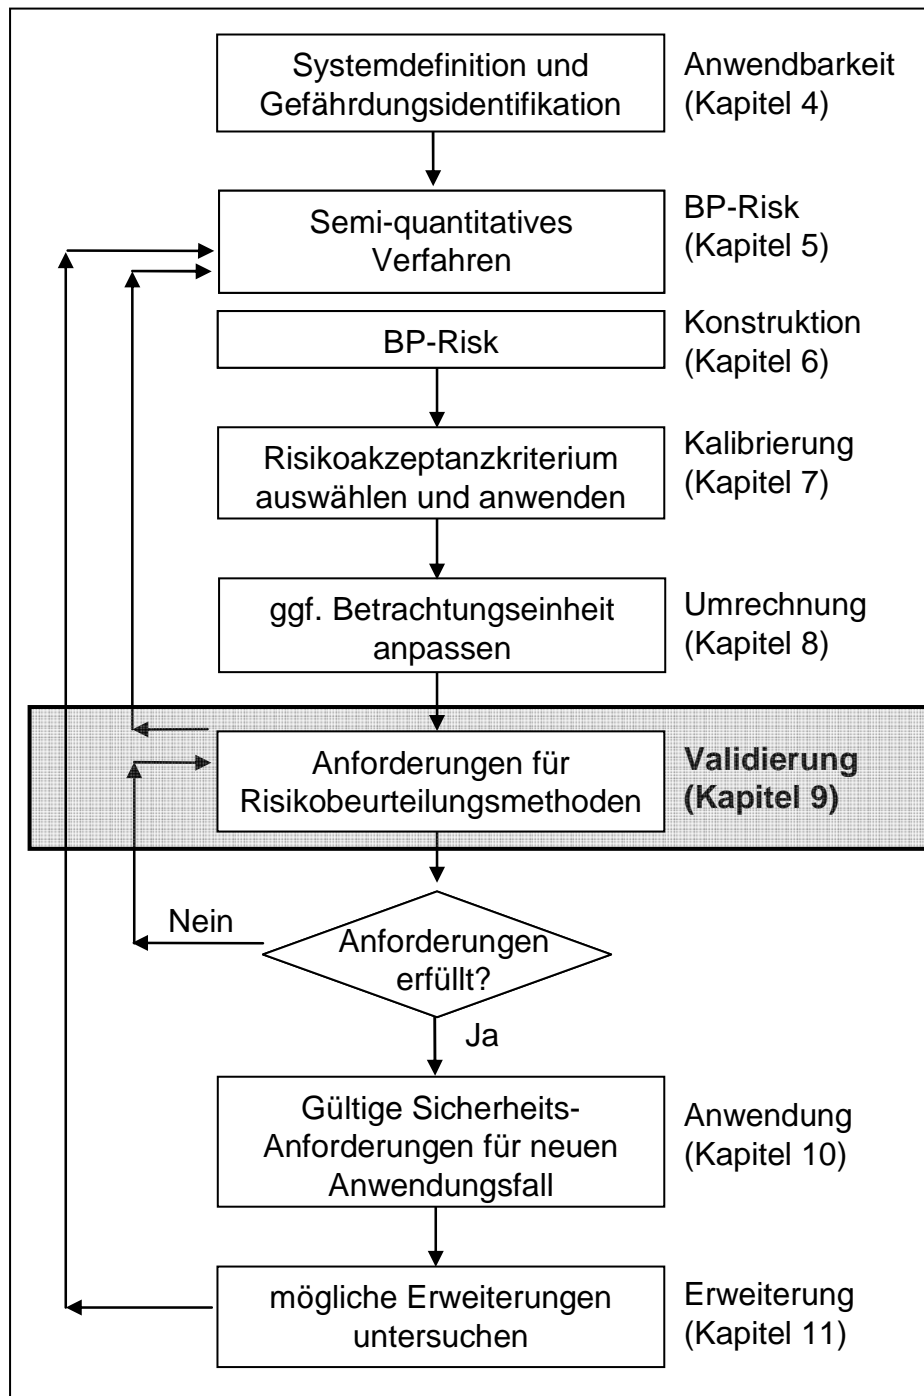 Systemdefinition und
Gefährdungsidentifikation
Anwendbarkeit
(Kapitel 4)
Semi-quantitatives
Verfahren
BP-Risk
(Kapitel 5)
BP-Risk
Konstruktion
(Kapitel 6)
Risikoakzeptanzkriterium
auswählen und anwenden
Kalibrierung
(Kapitel 7)
ggf. Betrachtungseinheit
anpassen
Umrechnung
(Kapitel 8)
Anforderungen für
Risikobeurteilungsmethoden
Validierung
(Kapitel 9)
Nein
Anforderungen
erfüllt?
Ja
Gültige Sicherheits-
Anforderungen für neuen
Anwendungsfall
Anwendung
(Kapitel 10)
mögliche Erweiterungen
untersuchen
Erweiterung
(Kapitel 11)